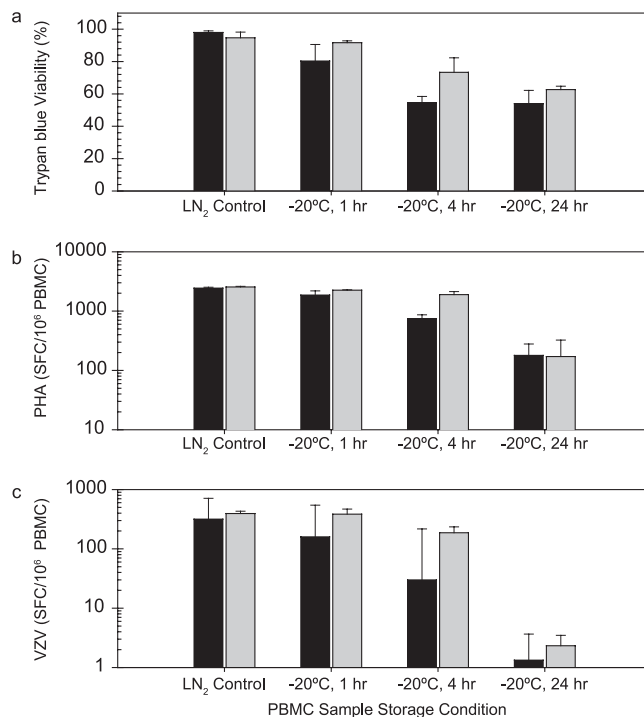 a
Trypan blue Viability (%)
100
80
60
40
20
0
LN₂ Control -20ºC, 1 hr -20ºC, 4 hr -20ºC, 24 hr
b
PHA (SFC/10⁶ PBMC)
10000
1000
100
10
LN₂ Control -20ºC, 1 hr -20ºC, 4 hr -20ºC, 24 hr
c
VZV (SFC/10⁶ PBMC)
1000
100
10
1
LN₂ Control -20ºC, 1 hr -20ºC, 4 hr -20ºC, 24 hr
PBMC Sample Storage Condition